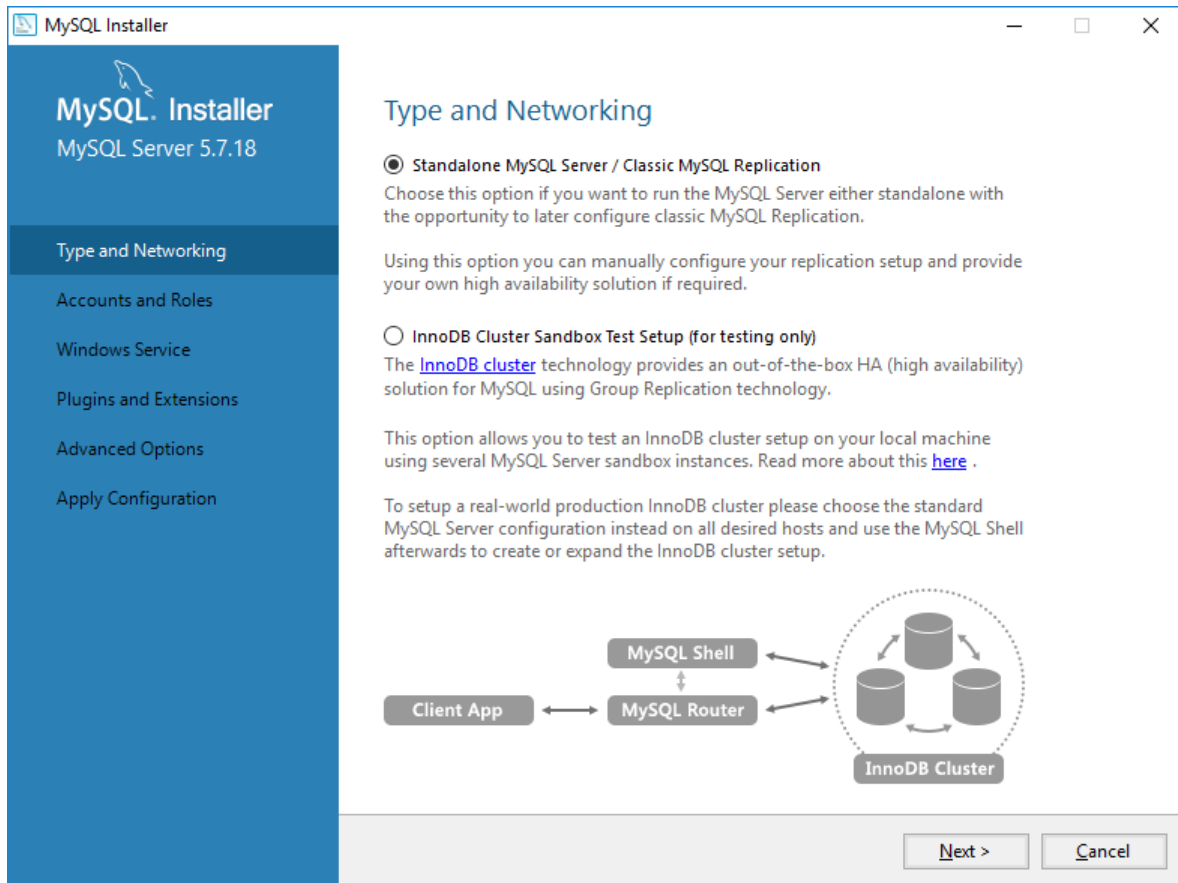 MySQL Installer
MySQL. Installer
MySQL Server 5.7.18
Type and Networking
Accounts and Roles
Windows Service
Plugins and Extensions
Advanced Options
Apply Configuration
Type and Networking
Standalone MySQL Server / Classic MySQL Replication
Choose this option if you want to run the MySQL Server either standalone with
the opportunity to later configure classic MySQL Replication.
Using this option you can manually configure your replication setup and provide
your own high availability solution if required.
InnoDB Cluster Sandbox Test Setup (for testing only)
The InnoDB cluster technology provides an out-of-the-box HA (high availability)
solution for MySQL using Group Replication technology.
This option allows you to test an InnoDB cluster setup on your local machine
using several MySQL Server sandbox instances. Read more about this here .
To setup a real-world production InnoDB cluster please choose the standard
MySQL Server configuration instead on all desired hosts and use the MySQL Shell
afterwards to create or expand the InnoDB cluster setup.
MySQL Shell
Client App
MySQL Router
InnoDB Cluster
Next >
Cancel